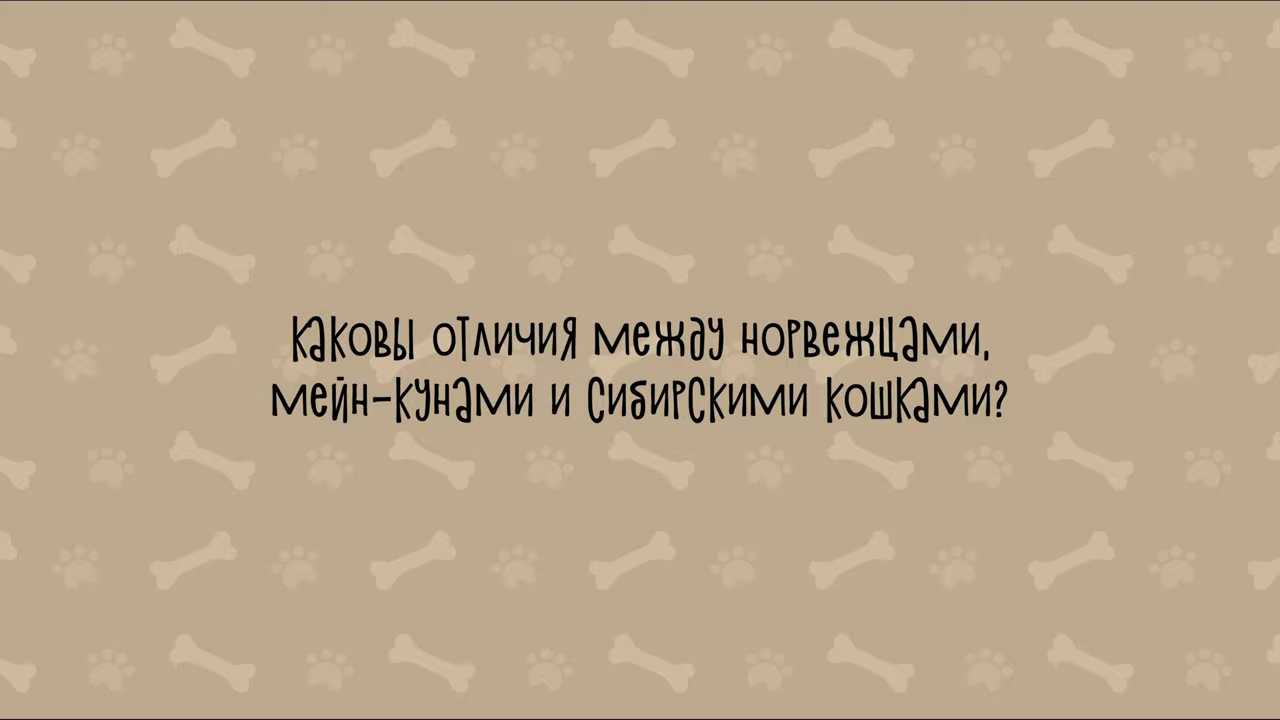 Каковы отличия между норвежцами,
мейн-кунами и сибирскими кошками?